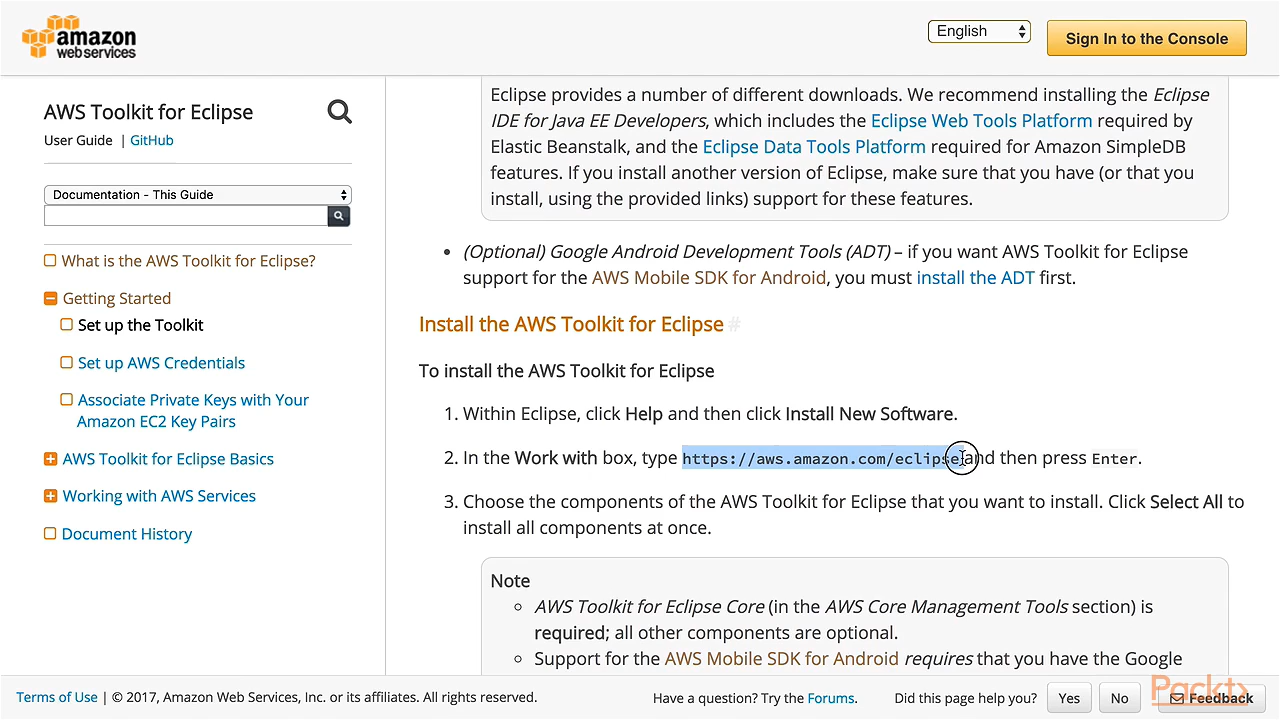 amazon
web services
English
Sign In to the Console
AWS Toolkit for Eclipse
User Guide | GitHub
Documentation - This Guide
What is the AWS Toolkit for Eclipse?
Getting Started
Set up the Toolkit
Set up AWS Credentials
Associate Private Keys with Your
Amazon EC2 Key Pairs
AWS Toolkit for Eclipse Basics
Working with AWS Services
Document History
Eclipse provides a number of different downloads. We recommend installing the Eclipse
IDE for Java EE Developers, which includes the Eclipse Web Tools Platform required by
Elastic Beanstalk, and the Eclipse Data Tools Platform required for Amazon SimpleDB
features. If you install another version of Eclipse, make sure that you have (or that you
install, using the provided links) support for these features.
• (Optional) Google Android Development Tools (ADT) – if you want AWS Toolkit for Eclipse
support for the AWS Mobile SDK for Android, you must install the ADT first.
Install the AWS Toolkit for Eclipse #
To install the AWS Toolkit for Eclipse
1. Within Eclipse, click Help and then click Install New Software.
2. In the Work with box, type https://aws.amazon.com/eclipse and then press Enter.
3. Choose the components of the AWS Toolkit for Eclipse that you want to install. Click Select All to
install all components at once.
Note
AWS Toolkit for Eclipse Core (in the AWS Core Management Tools section) is
required; all other components are optional.
Support for the AWS Mobile SDK for Android requires that you have the Google
Terms of Use | © 2017, Amazon Web Services, Inc. or its affiliates. All rights reserved.
Have a question? Try the Forums.
Did this page help you?
Yes
No
Feedback
Packt>